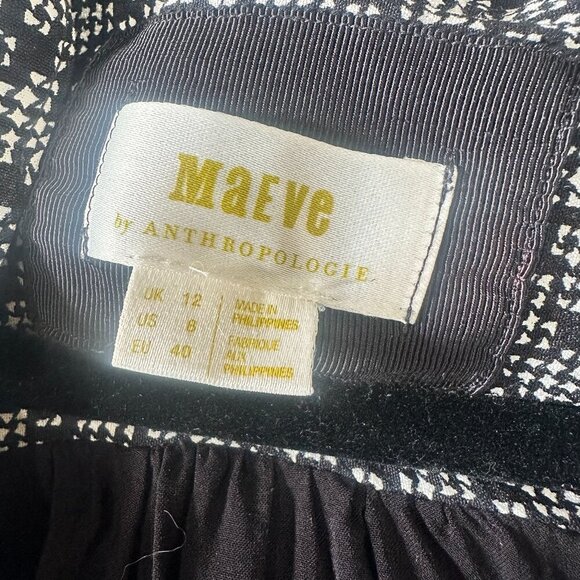 MaEVe
by ANTHROPOLOGIE
UK 12
US 8
EU 40
MADE IN
PHILIPPINES
FABRIQUE
AUX
PHILIPPINES